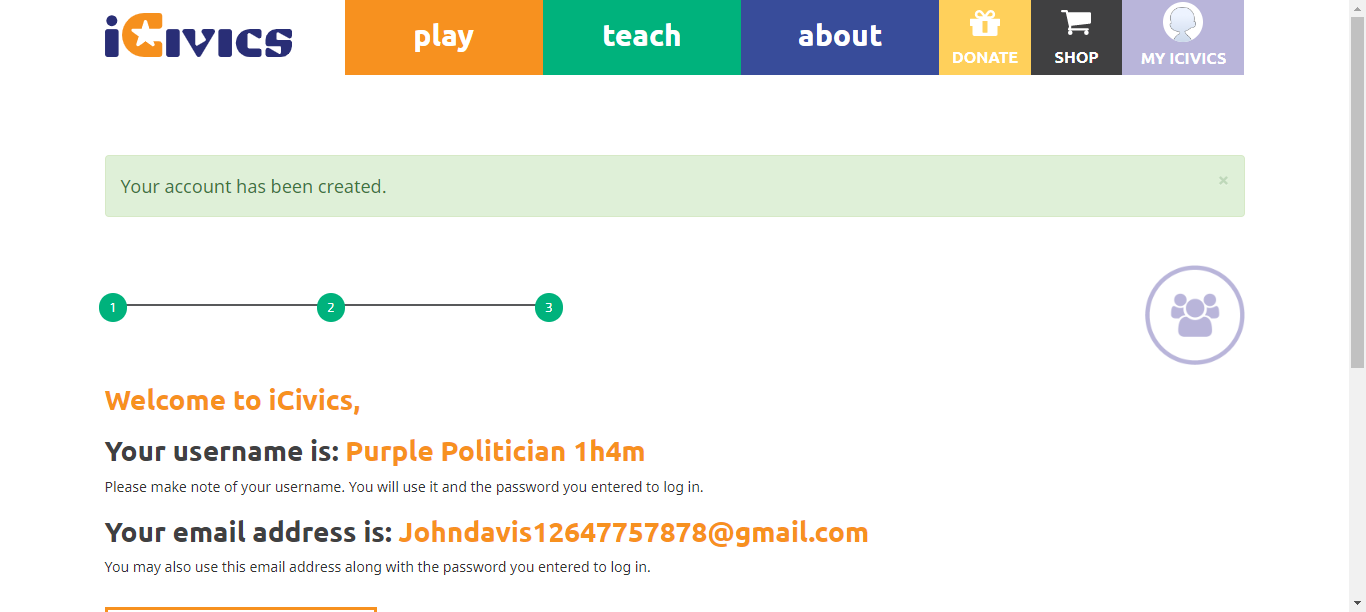 iCivics
play
teach
about
DONATE
SHOP
MY ICIVICS
Your account has been created.
×
1
2
3
Welcome to iCivics,
Your username is: Purple Politician 1h4m
Please make note of your username. You will use it and the password you entered to log in.
Your email address is: Johndavis12647757878@gmail.com
You may also use this email address along with the password you entered to log in.